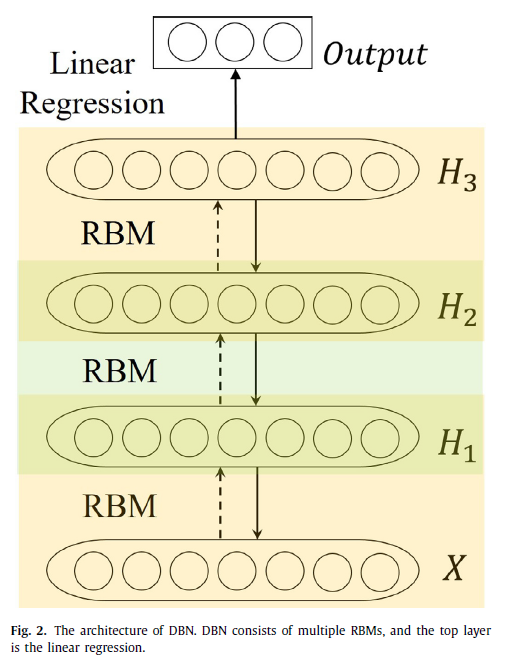 Output
Linear
Regression
H₃
RBM
H₂
RBM
H₁
RBM
X
Fig. 2. The architecture of DBN. DBN consists of multiple RBMs, and the top layer
is the linear regression.